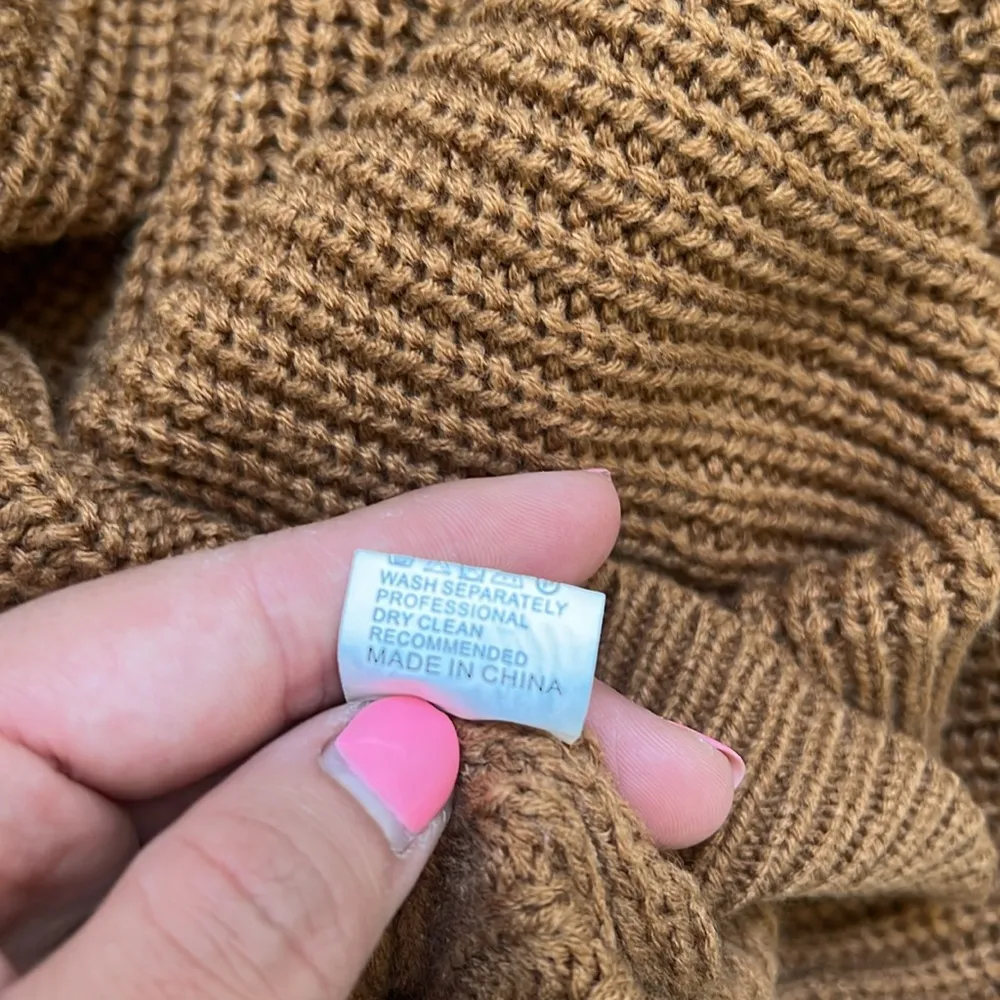 WASH SEPARATELY
PROFESSIONAL
DRY CLEAN
RECOMMENDED
MADE IN CHINA